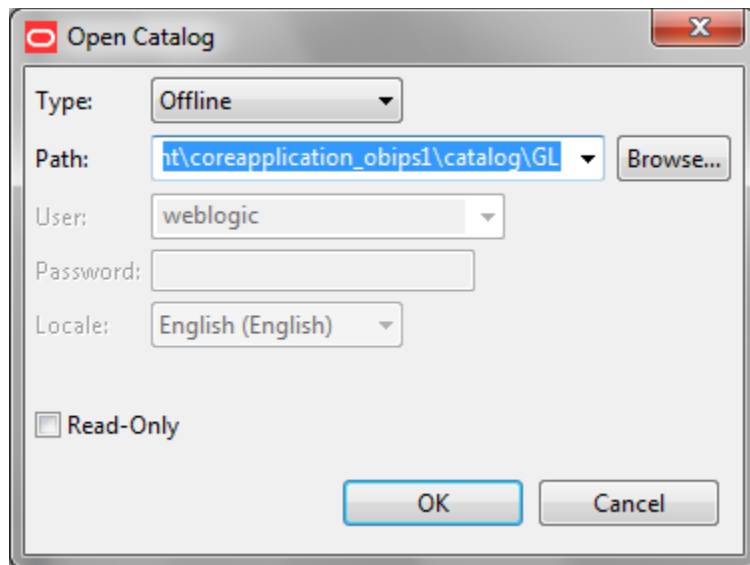 Open Catalog
Type: Offline
Path: nt\coreapplication_obips1\catalog\GL Browse...
User: weblogic
Password:
Locale: English (English)
Read-Only
OK Cancel